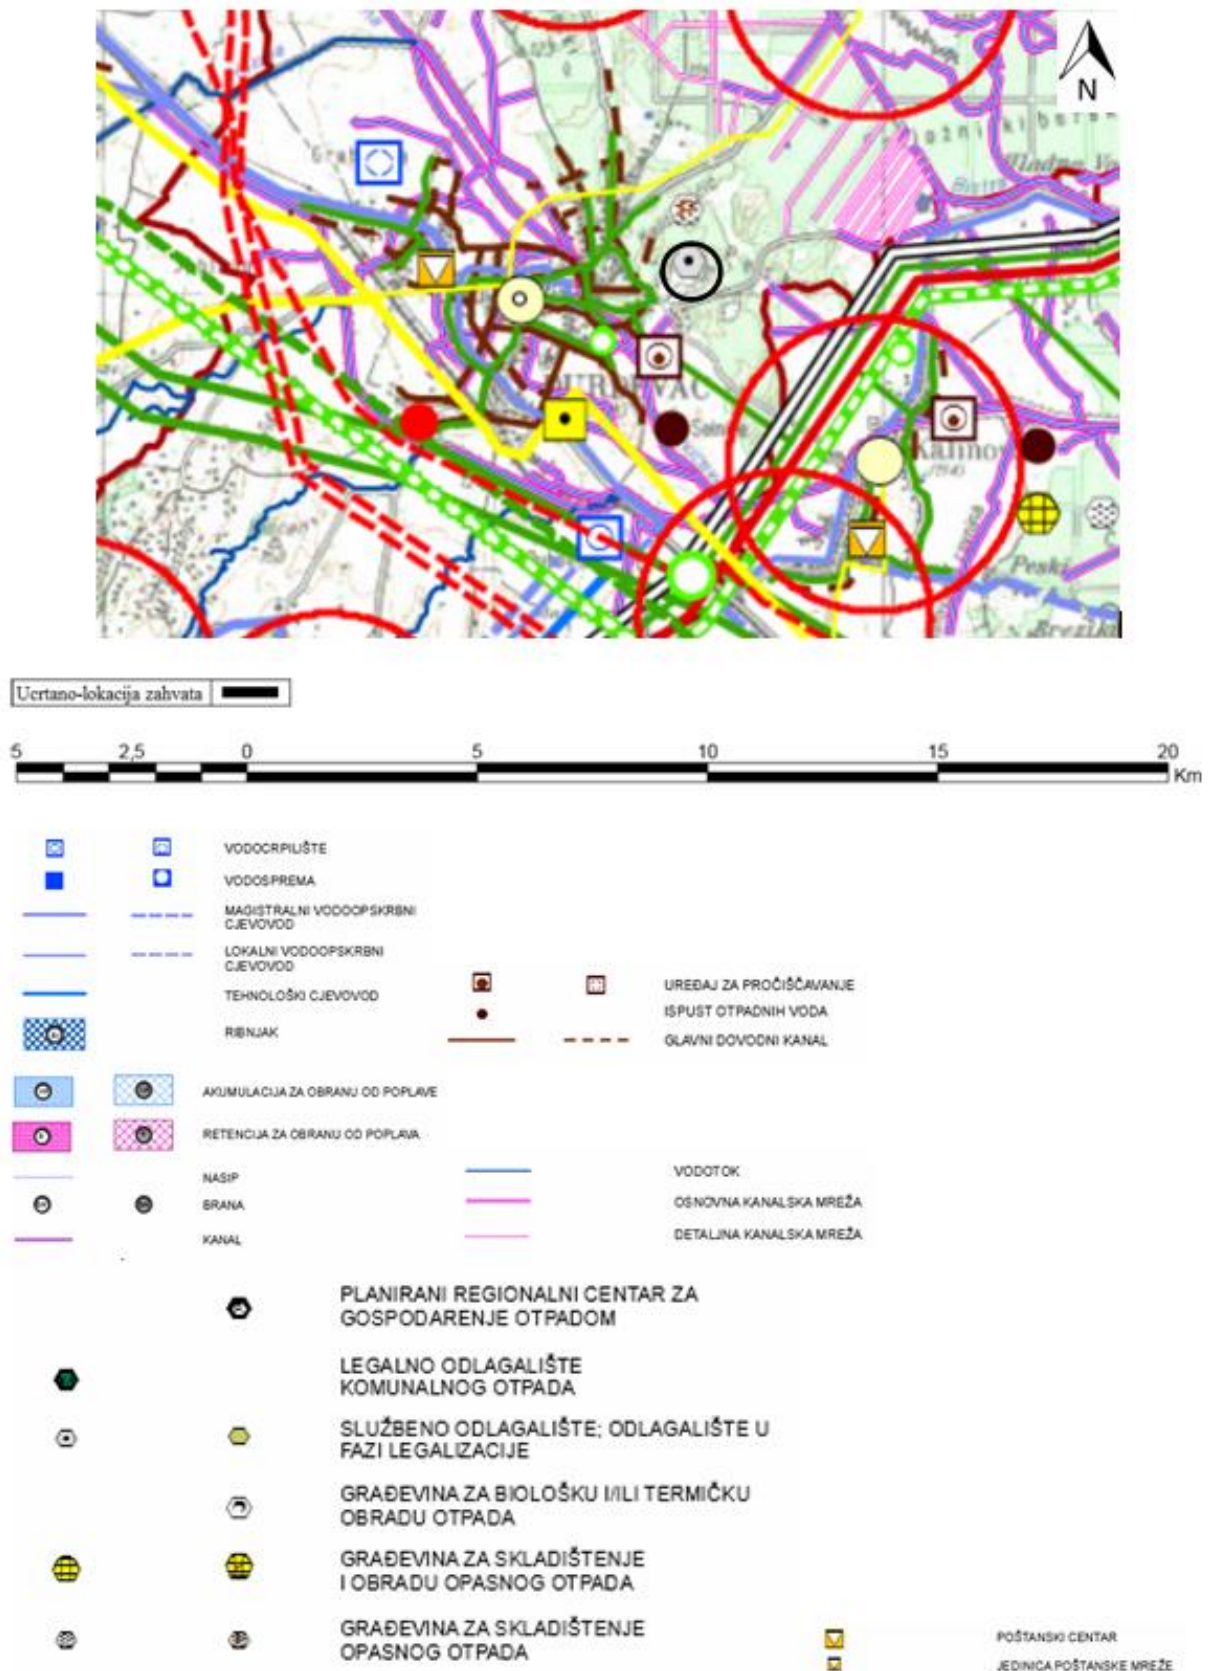 N
Bistra
ĐURĐEVAC
Peski
Ucrtano-lokacija zahvata
5 2,5 0 5 10 15 20
Km
VODOCRPILIŠTE
VODOSPREMA
MAGISTRALNI VODOOPSKRBNI
CJEVOVOD
LOKALNI VODOOPSKRBNI
CJEVOVOD
TEHNOLOŠKI CJEVOVOD
RIBNJAK
UREĐAJ ZA PROČIŠĆAVANJE
ISPUST OTPADNIH VODA
GLAVNI DOVODNI KANAL
AKUMULACIJA ZA OBRANU OD POPLAVE
RETENCIJA ZA OBRANU OD POPLAVA
NASIP
BRANA
KANAL
VODOTOK
OSNOVNA KANALSKA MREŽA
DETALJNA KANALSKA MREŽA
PLANIRANI REGIONALNI CENTAR ZA
GOSPODARENJE OTPADOM
LEGALNO ODLAGALIŠTE
KOMUNALNOG OTPADA
SLUŽBENO ODLAGALIŠTE; ODLAGALIŠTE U
FAZI LEGALIZACIJE
GRAĐEVINA ZA BIOLOŠKU I/ILI TERMIČKU
OBRADU OTPADA
GRAĐEVINA ZA SKLADIŠTENJE
I OBRADU OPASNOG OTPADA
GRAĐEVINA ZA SKLADIŠTENJE
OPASNOG OTPADA
POŠTANSKI CENTAR
JEDINICA POŠTANSKE MREŽE